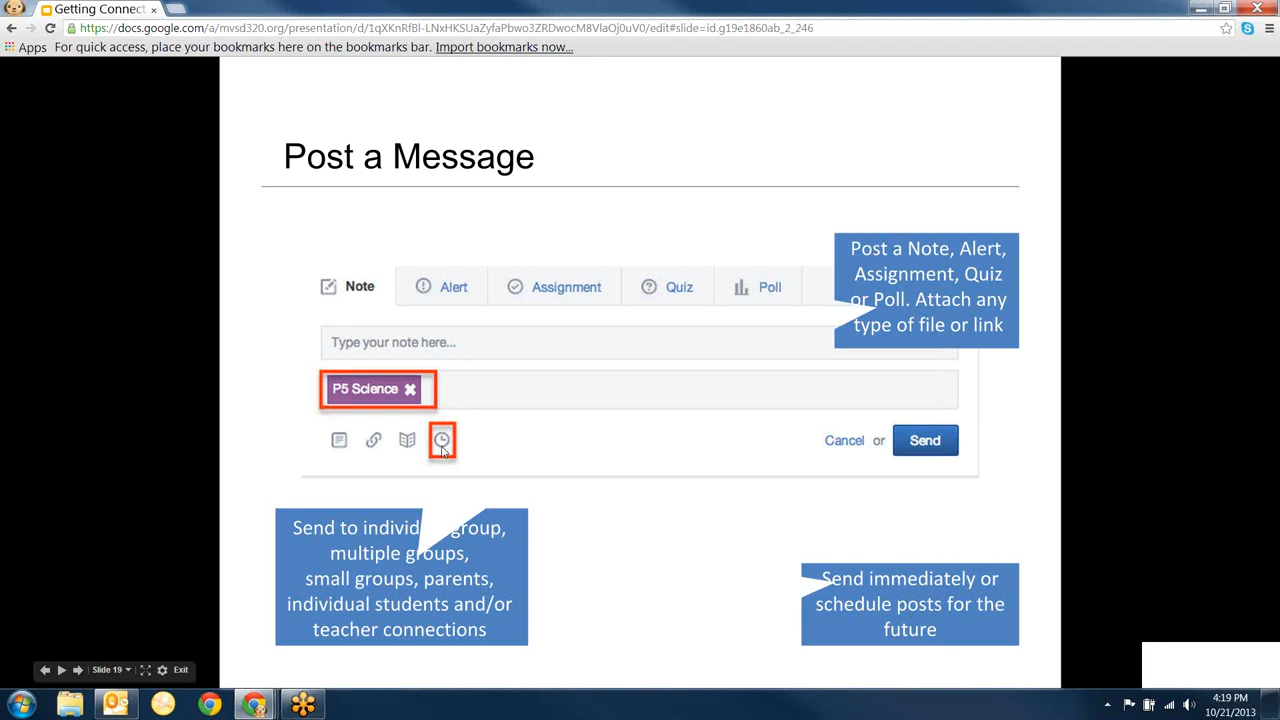 Getting Connect
https://docs.google.com/a/mvsd320.org/presentation/d/1qXKnRfBl-LNxHKSUaZyfaPbwo3ZRDwecM8VlaOj0uV0/edit#slide=id.g19e1860ab_2_246
Apps For quick access, place your bookmarks here on the bookmarks bar. Import bookmarks now...
Post a Message
Note Alert Assignment Quiz Poll
Post a Note, Alert,
Assignment, Quiz
or Poll. Attach any
type of file or link
Type your note here...
P5 Science
Cancel or Send
Send to group,
multiple groups,
small groups, parents,
individual students and/or
teacher connections
Send immediately or
schedule posts for the
future
Slide 19 Exit
4:19 PM
10/21/2013